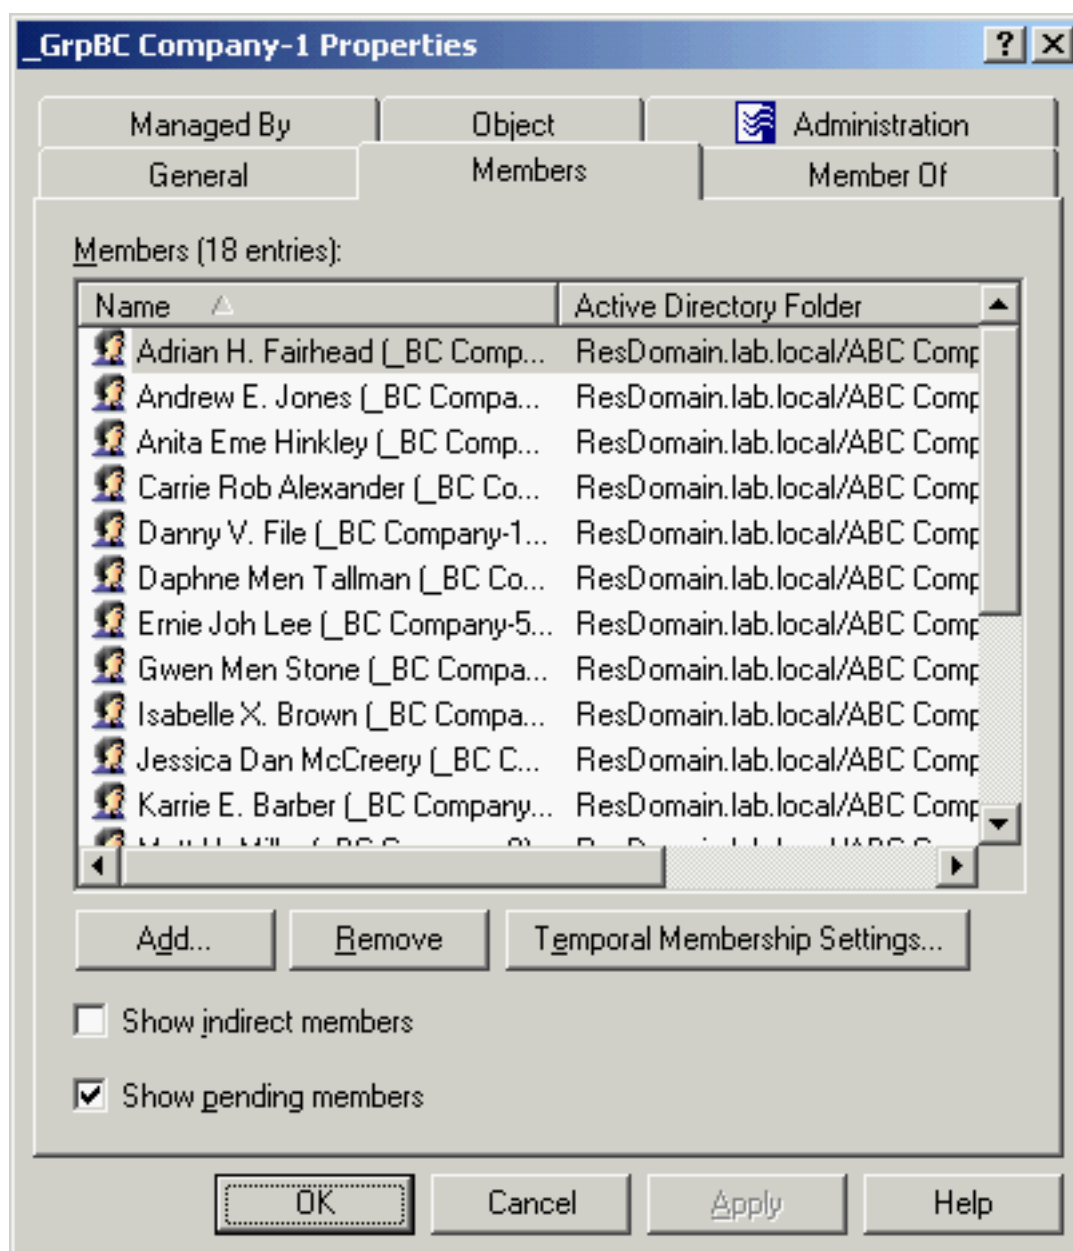 _GrpBC Company-1 Properties
Managed By Object Administration
General Members Member Of
Members (18 entries):
Name Active Directory Folder
Adrian H. Fairhead (_BC Comp... ResDomain.lab.local/ABC Comp
Andrew E. Jones (_BC Compa... ResDomain.lab.local/ABC Comp
Anita Eme Hinkley (_BC Comp... ResDomain.lab.local/ABC Comp
Carrie Rob Alexander (_BC Co... ResDomain.lab.local/ABC Comp
Danny V. File (_BC Company-1... ResDomain.lab.local/ABC Comp
Daphne Men Tallman (_BC Co... ResDomain.lab.local/ABC Comp
Ernie Joh Lee (_BC Company-5... ResDomain.lab.local/ABC Comp
Gwen Men Stone (_BC Compa... ResDomain.lab.local/ABC Comp
Isabelle X. Brown (_BC Compa... ResDomain.lab.local/ABC Comp
Jessica Dan McCreery (_BC C... ResDomain.lab.local/ABC Comp
Karrie E. Barber (_BC Company... ResDomain.lab.local/ABC Comp
Add... Remove Temporal Membership Settings...
Show indirect members
Show pending members
OK Cancel Apply Help